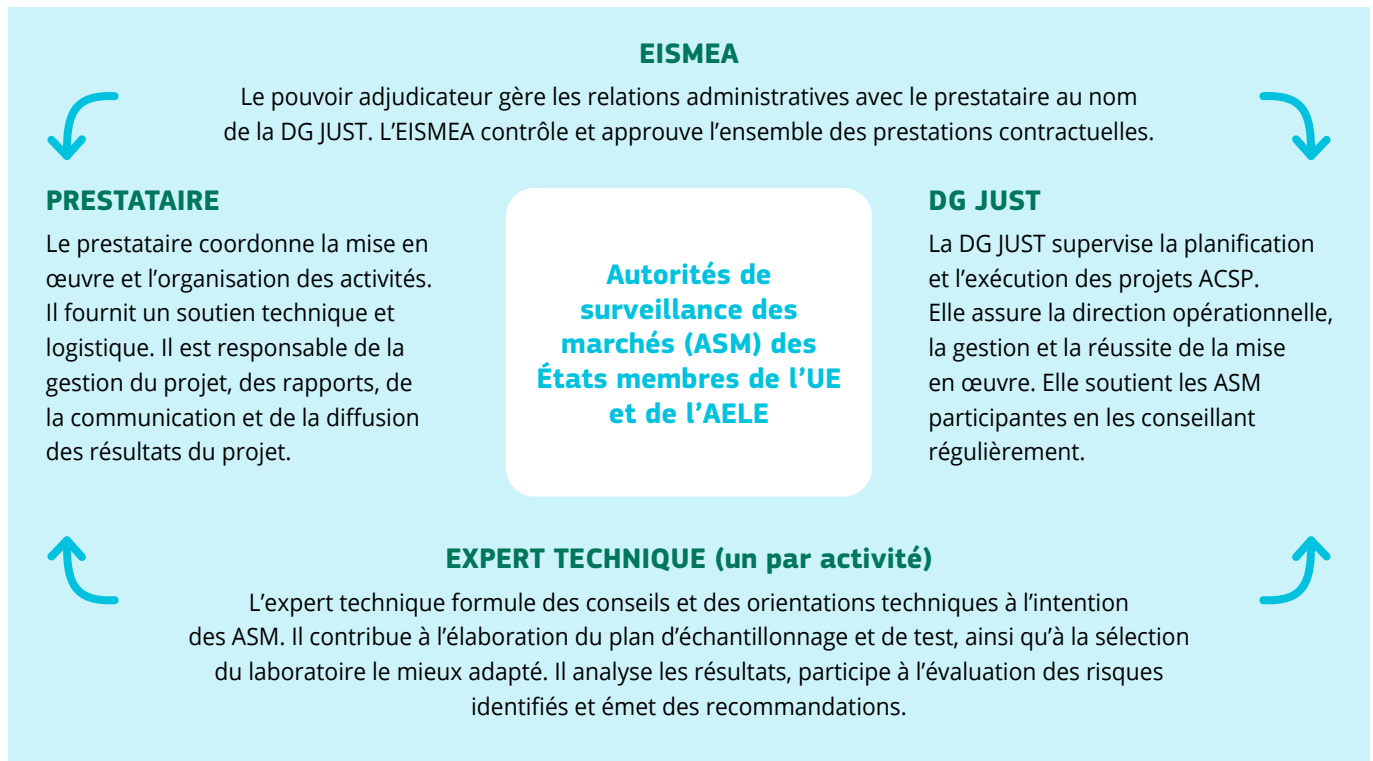 EISMEA
Le pouvoir adjudicateur gère les relations administratives avec le prestataire au nom
de la DG JUST. L’EISMEA contrôle et approuve l’ensemble des prestations contractuelles.
PRESTATAIRE
Le prestataire coordonne la mise en
œuvre et l’organisation des activités.
Il fournit un soutien technique et
logistique. Il est responsable de la
gestion du projet, des rapports, de
la communication et de la diffusion
des résultats du projet.
Autorités de
surveillance des
marchés (ASM) des
États membres de l’UE
et de l’AELE
DG JUST
La DG JUST supervise la planification
et l’exécution des projets ACSP.
Elle assure la direction opérationnelle,
la gestion et la réussite de la mise
en œuvre. Elle soutient les ASM
participantes en les conseillant
régulièrement.
EXPERT TECHNIQUE (un par activité)
L’expert technique formule des conseils et des orientations techniques à l’intention
des ASM. Il contribue à l’élaboration du plan d’échantillonnage et de test, ainsi qu’à la sélection
du laboratoire le mieux adapté. Il analyse les résultats, participe à l’évaluation des risques
identifiés et émet des recommandations.